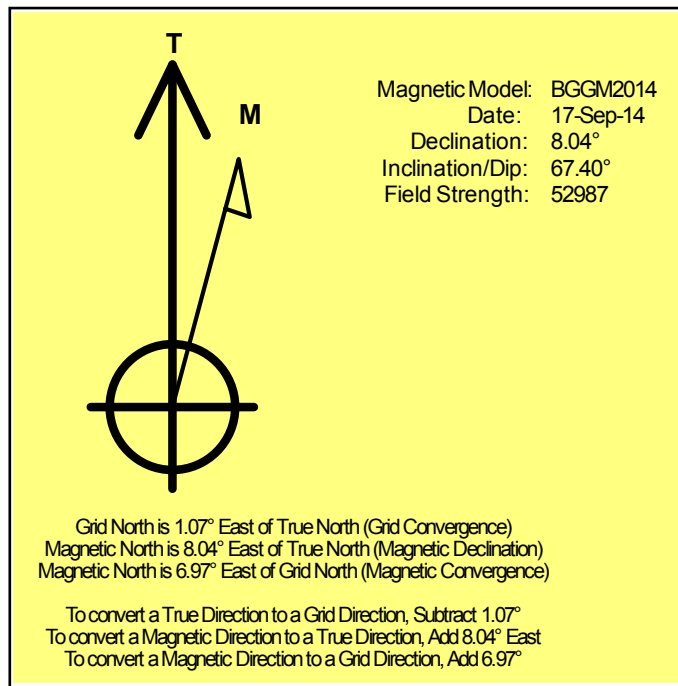 T
M
Magnetic Model: BGGM2014
Date: 17-Sep-14
Declination: 8.04°
Inclination/Dip: 67.40°
Field Strength: 52987
Grid North is 1.07° East of True North (Grid Convergence)
Magnetic North is 8.04° East of True North (Magnetic Declination)
Magnetic North is 6.97° East of Grid North (Magnetic Convergence)
To convert a True Direction to a Grid Direction, Subtract 1.07°
To convert a Magnetic Direction to a True Direction, Add 8.04° East
To convert a Magnetic Direction to a Grid Direction, Add 6.97°